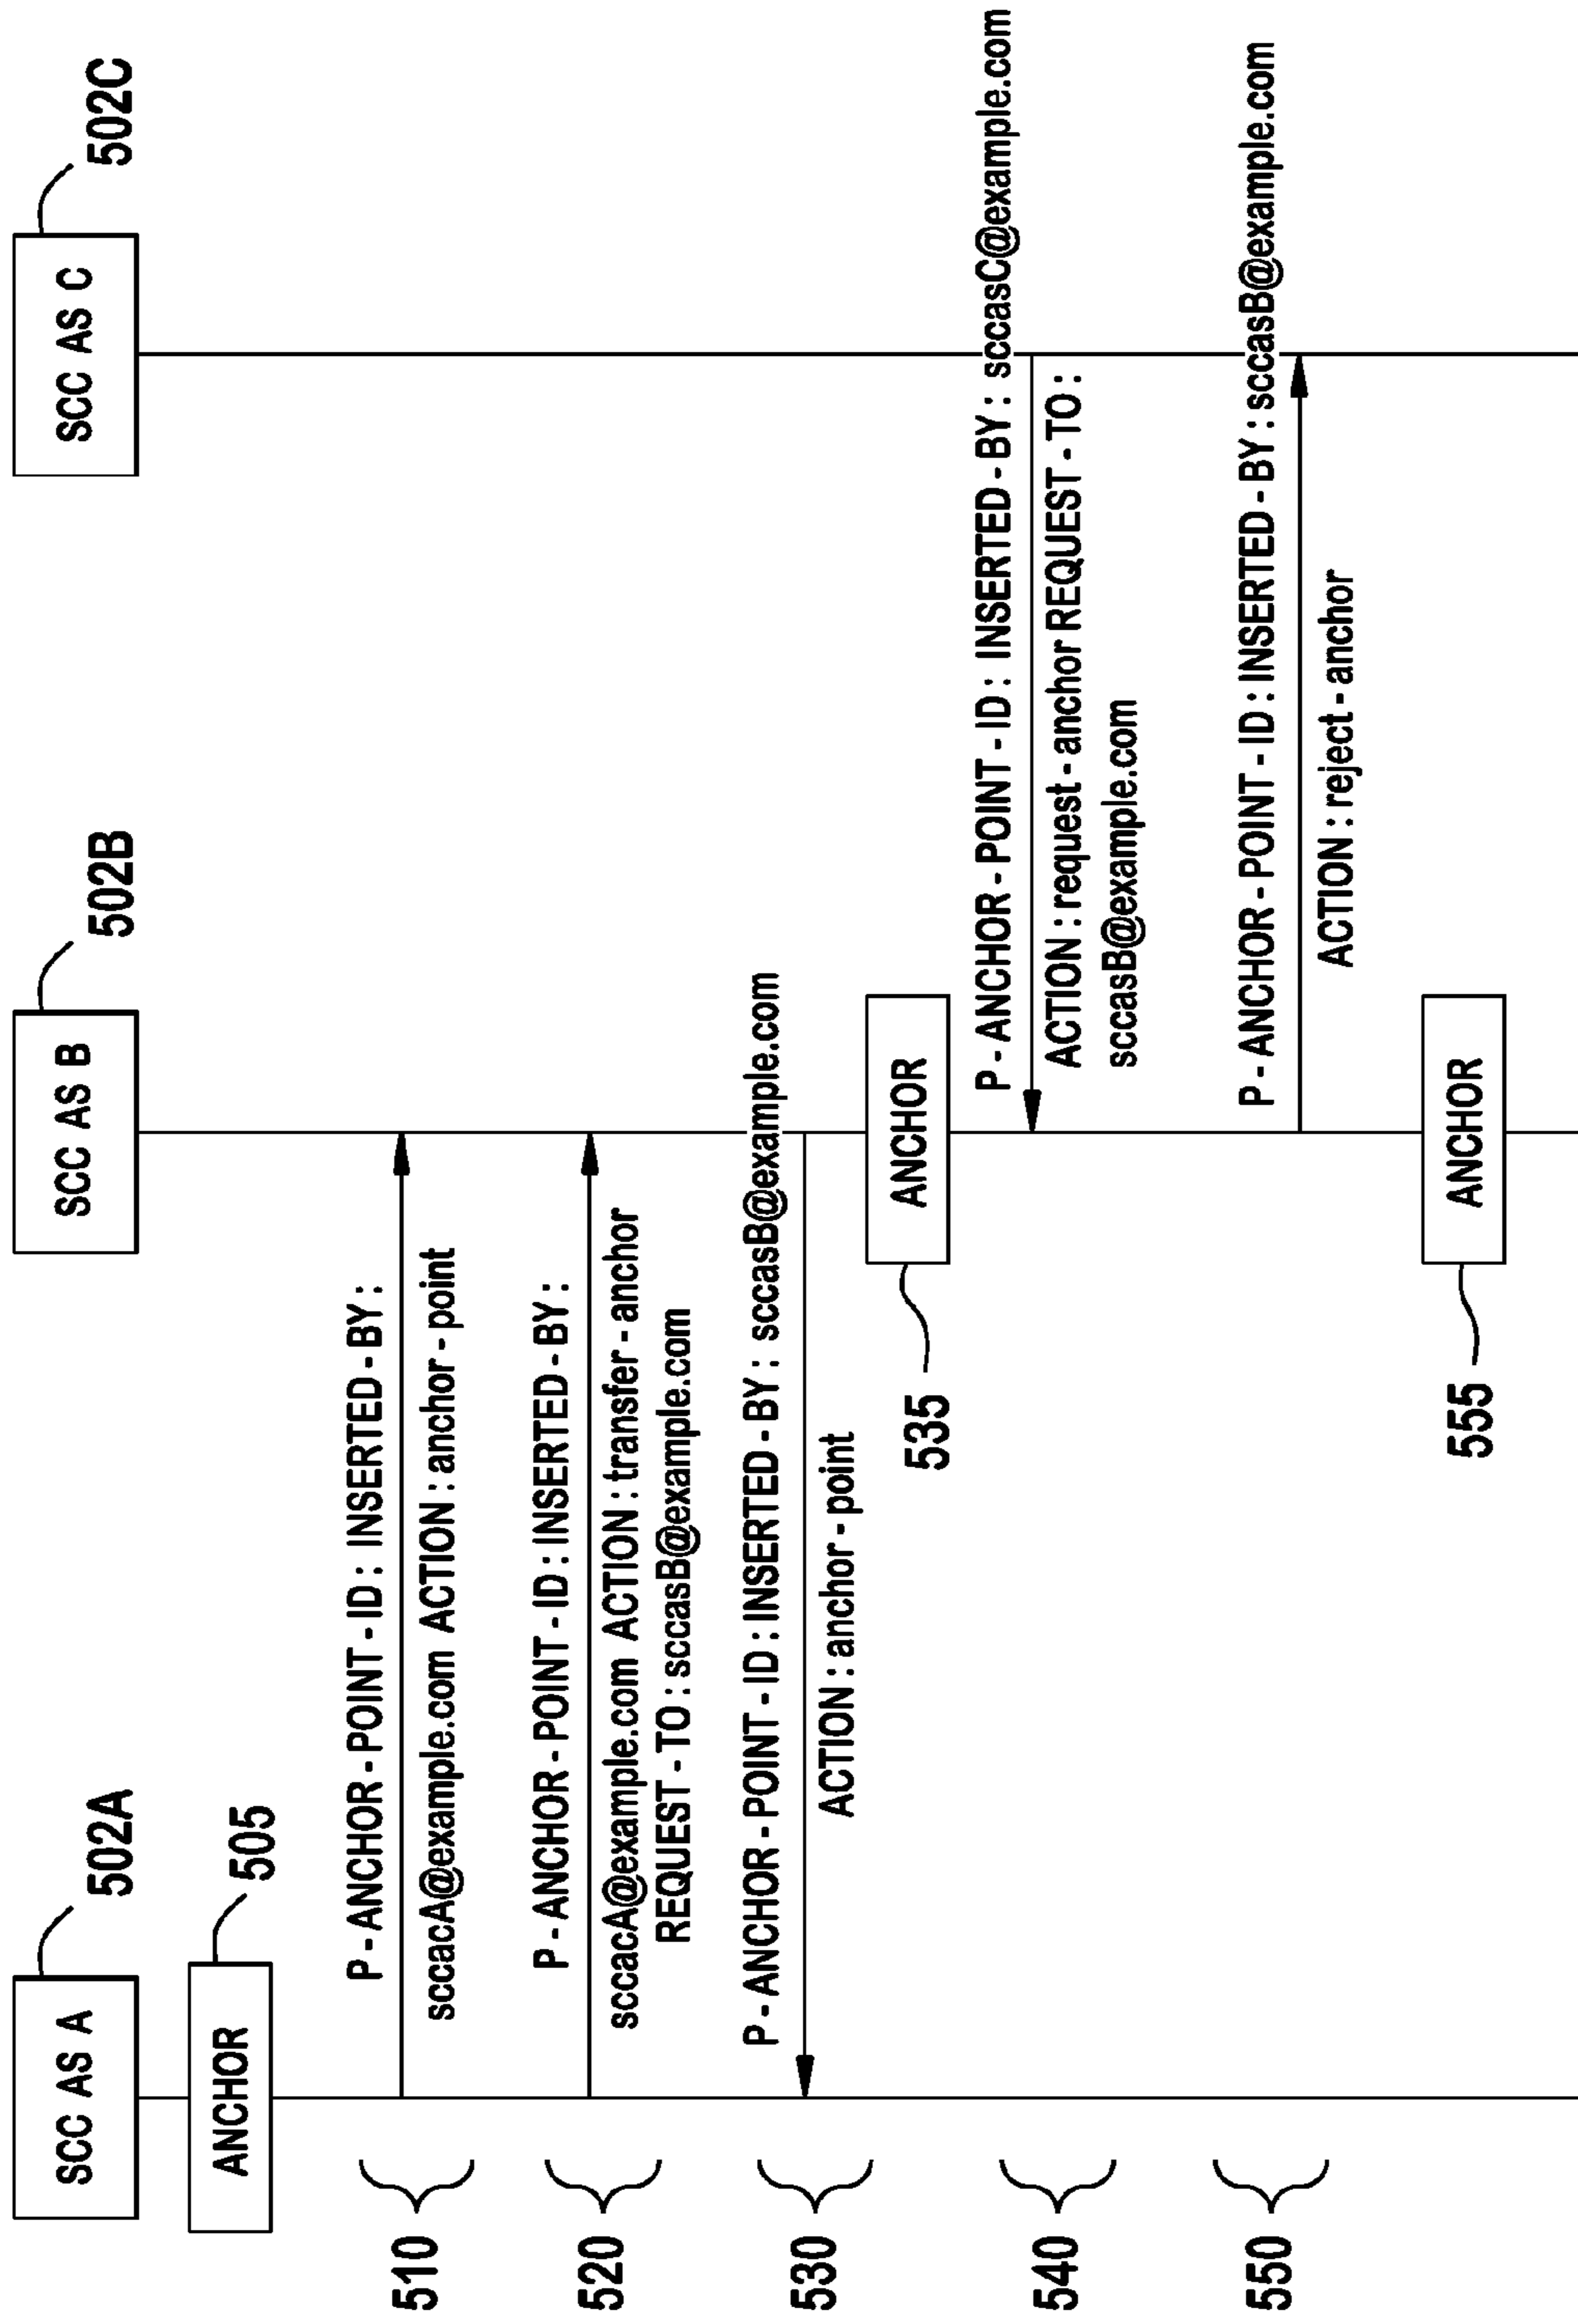 SCC AS A
502A
SCC AS B
502B
SCC AS C
502C
ANCHOR
505
510
P - ANCHOR - POINT - ID : INSERTED - BY :
sccacA@example.com ACTION : anchor - point
520
P - ANCHOR - POINT - ID : INSERTED - BY :
sccacA@example.com ACTION : transfer - anchor
REQUEST - TO : sccasB@example.com
530
P - ANCHOR - POINT - ID : INSERTED - BY : sccasB@example.com
ACTION : anchor - point
535
ANCHOR
540
P - ANCHOR - POINT - ID : INSERTED - BY : sccasC@example.com
ACTION : request - anchor REQUEST - TO :
sccasB@example.com
550
P - ANCHOR - POINT - ID : INSERTED - BY : sccasB@example.com
ACTION : reject - anchor
555
ANCHOR